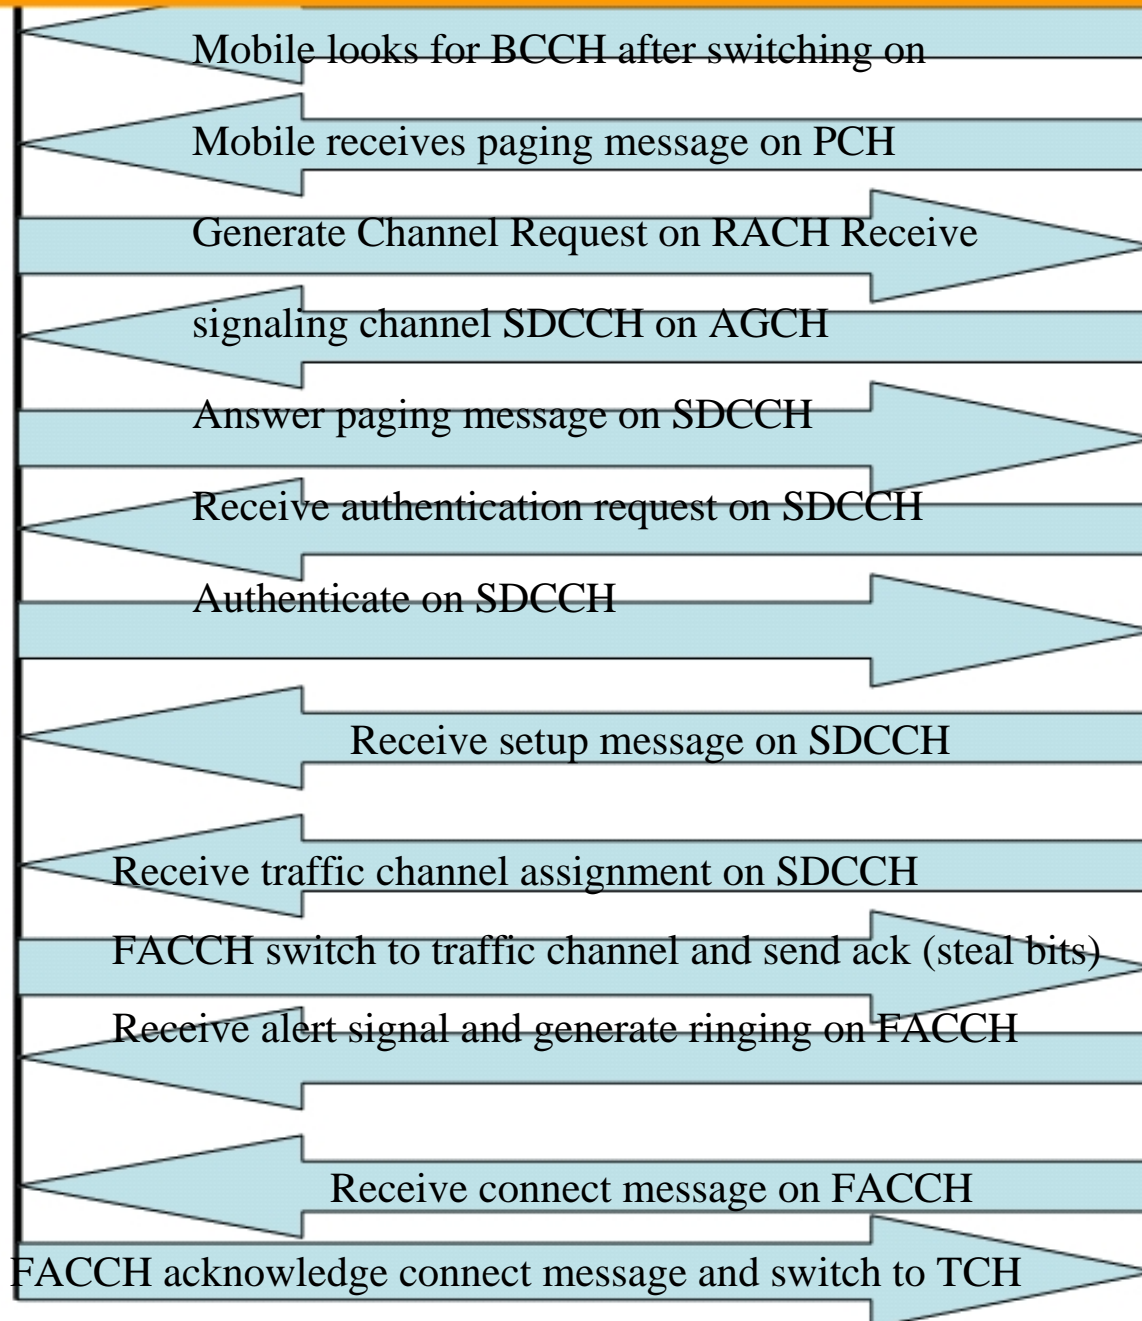 Mobile looks for BCCH after switching on
Mobile receives paging message on PCH
Generate Channel Request on RACH Receive
signaling channel SDCCH on AGCH
Answer paging message on SDCCH
Receive authentication request on SDCCH
Authenticate on SDCCH
Receive setup message on SDCCH
Receive traffic channel assignment on SDCCH
FACCH switch to traffic channel and send ack (steal bits)
Receive alert signal and generate ringing on FACCH
Receive connect message on FACCH
FACCH acknowledge connect message and switch to TCH